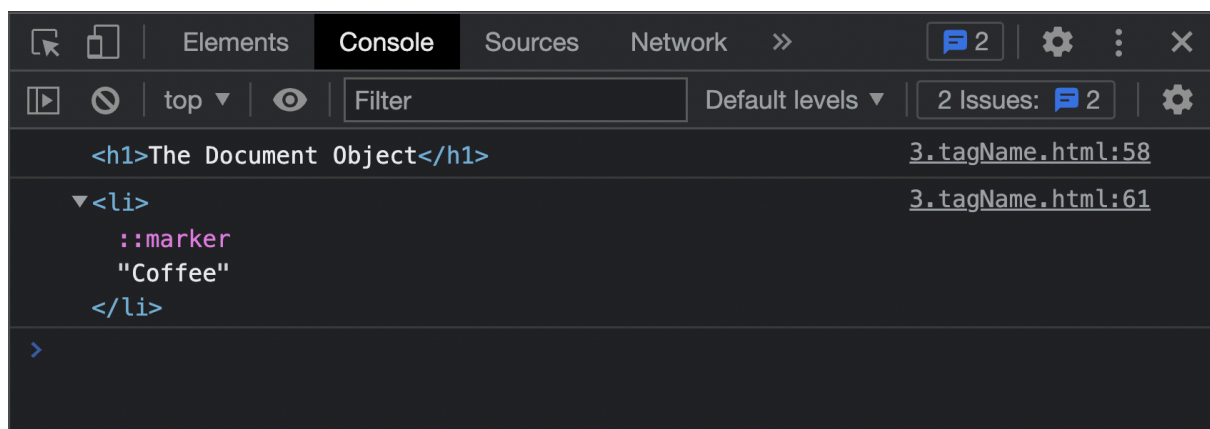 Elements Console Sources Network » 2
top ▼ Filter Default levels ▼ 2 Issues: 2
<h1>The Document Object</h1> 3.tagName.html:58
▼<li> 3.tagName.html:61
::marker
"Coffee"
</li>
>